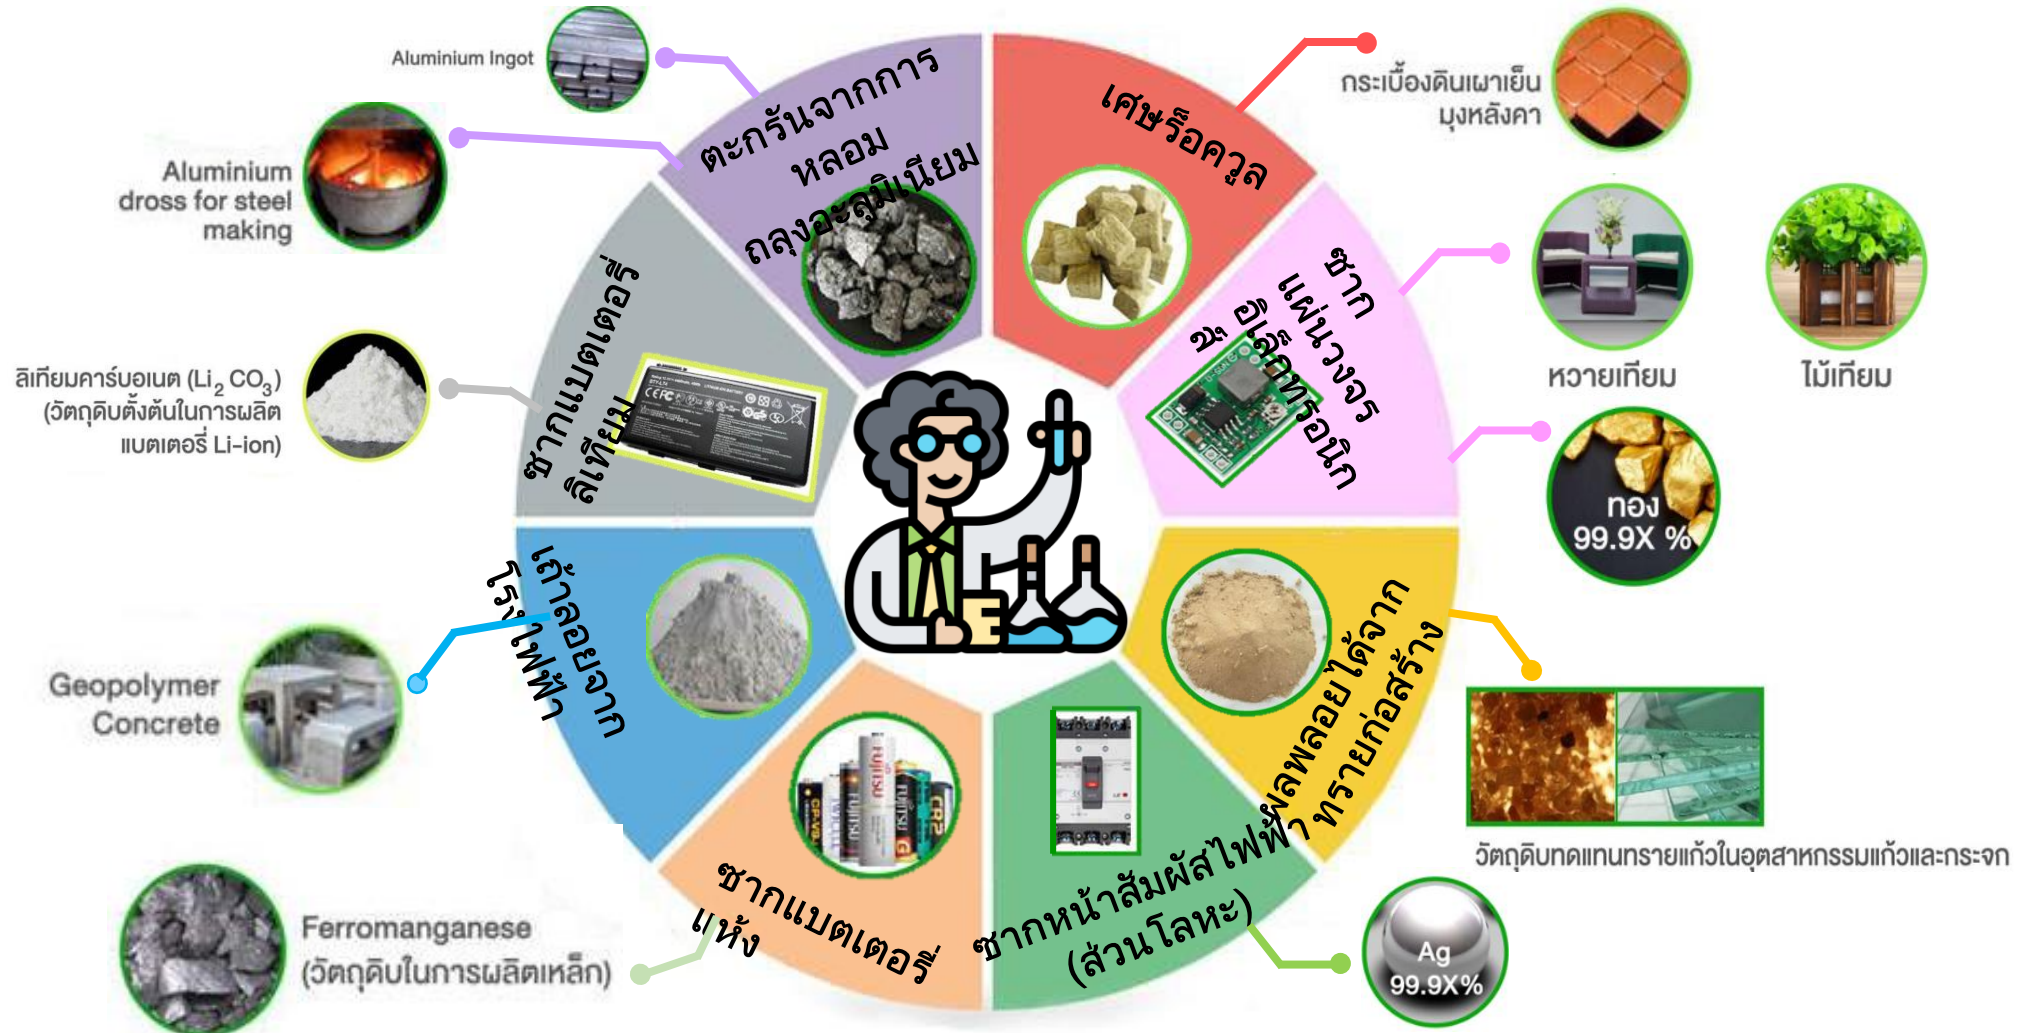 Aluminium Ingot
Aluminium
dross for steel
making
ลิเทียมคาร์บอเนต (Li2 CO3)
(วัตถุดิบตั้งต้นในการผลิต
แบตเตอรี่ Li-ion)
Geopolymer
Concrete
Ferromanganese
(วัตถุดิบในการผลิตเหล็ก)
ตะกรันจากการ
หลอม
ถลุงอะลูมิเนียม
เศษร็อควูล
ซาก
แผ่นวงจร
อิเล็กทรอนิก
ซากแบตเตอรี่
ลิเทียม
เถ้าลอยจาก
โรงไฟฟ้า
ซากแบตเตอรี่
แห้ง
ซากหน้าสัมผัสไฟฟ้า
(ส่วนโลหะ)
ผลพลอยได้จาก
ทรายก่อสร้าง
FUJITSU
FUJITSU
CR2
กระเบื้องดินเผาเย็น
มุงหลังคา
หวายเทียม
ไม้เทียม
ทอง
99.9X %
วัตถุดิบทดแทนทรายแก้วในอุตสาหกรรมแก้วและกระจก
Ag
99.9X%